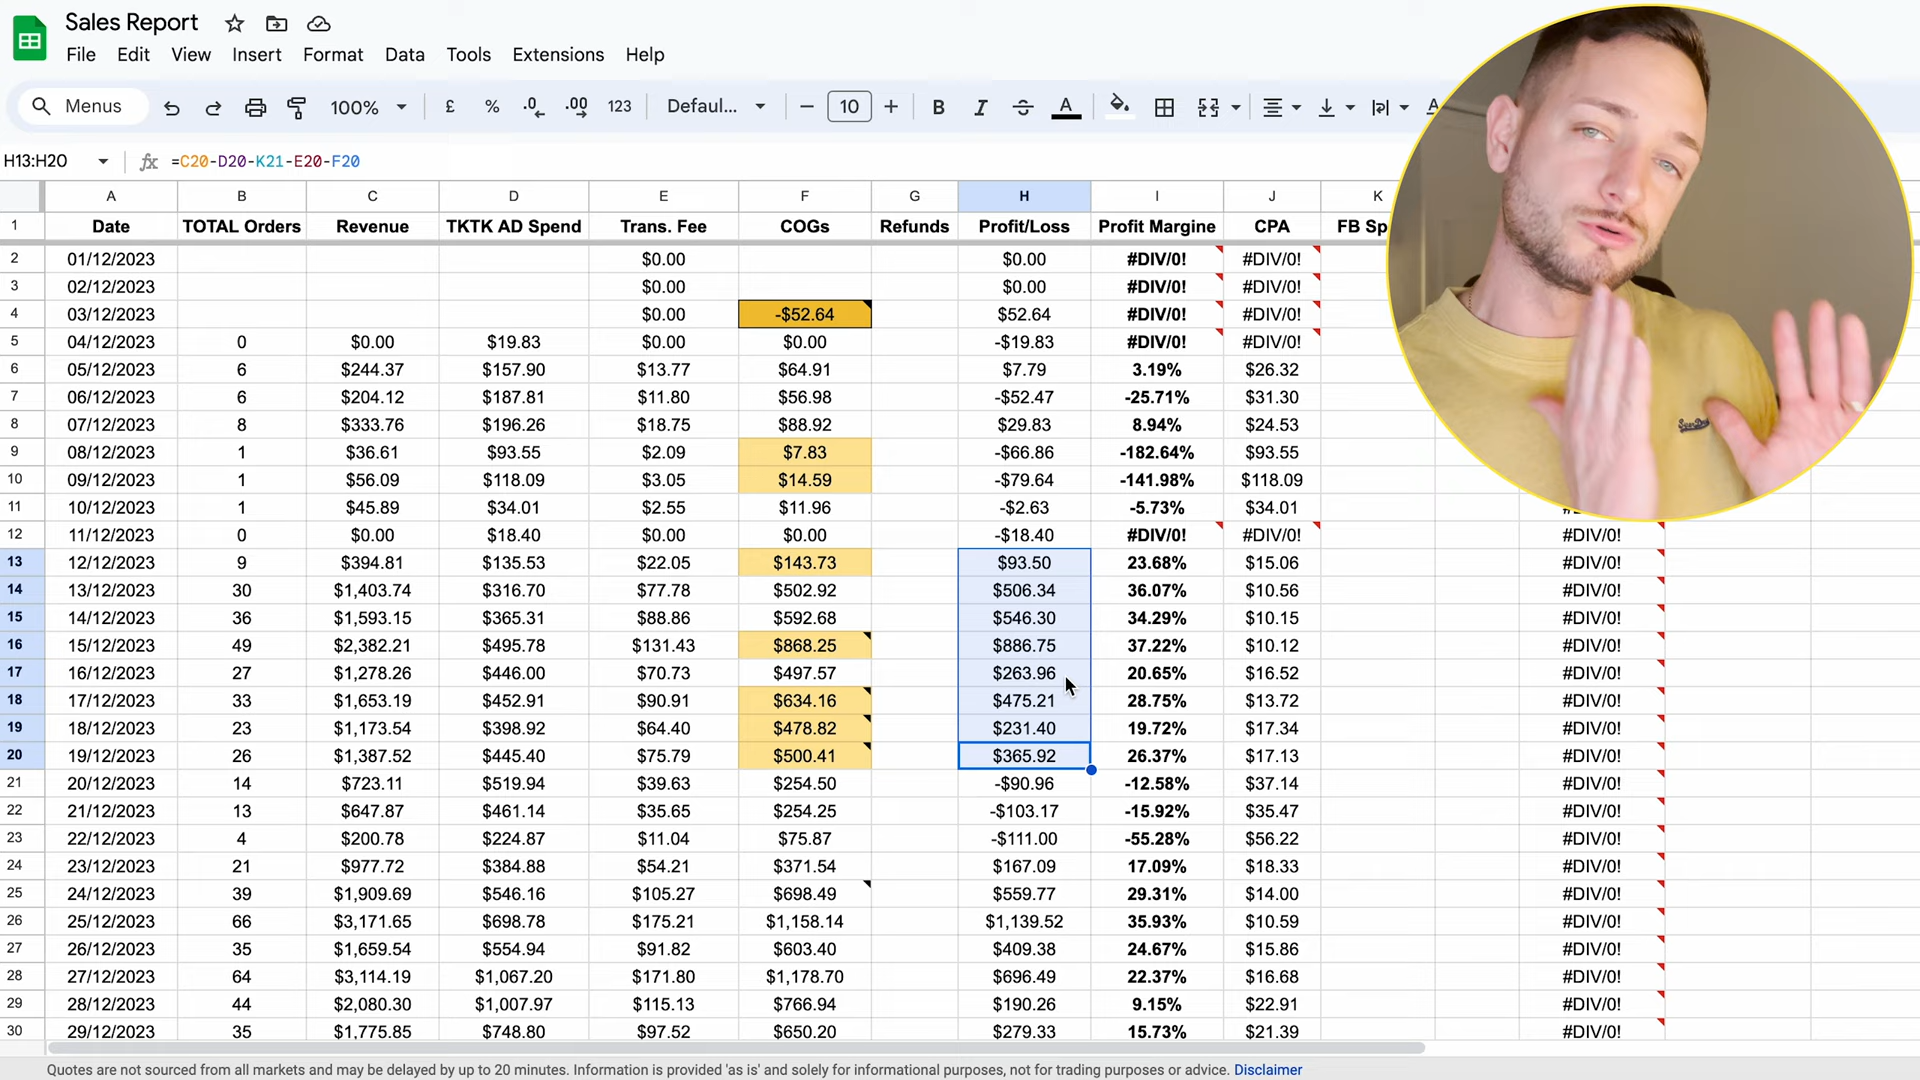 Sales Report
File Edit View Insert Format Data Tools Extensions Help
Menus 100% £ % .0 .00 123 Defaul... 10 B I A A
H13:H20 fx =C20-D20-K21-E20-F20
A B C D E F G H I J K
1 Date TOTAL Orders Revenue TKTK AD Spend Trans. Fee COGs Refunds Profit/Loss Profit Margine CPA FB Sp
2 01/12/2023 $0.00 $0.00 #DIV/0! #DIV/0!
3 02/12/2023 $0.00 $0.00 #DIV/0! #DIV/0!
4 03/12/2023 $0.00 -$52.64 $52.64 #DIV/0! #DIV/0!
5 04/12/2023 0 $0.00 $19.83 $0.00 $0.00 -$19.83 #DIV/0! #DIV/0!
6 05/12/2023 6 $244.37 $157.90 $13.77 $64.91 $7.79 3.19% $26.32
7 06/12/2023 6 $204.12 $187.81 $11.80 $56.98 -$52.47 -25.71% $31.30
8 07/12/2023 8 $333.76 $196.26 $18.75 $88.92 $29.83 8.94% $24.53
9 08/12/2023 1 $36.61 $93.55 $2.09 $7.83 -$66.86 -182.64% $93.55
10 09/12/2023 1 $56.09 $118.09 $3.05 $14.59 -$79.64 -141.98% $118.09
11 10/12/2023 1 $45.89 $34.01 $2.55 $11.96 -$2.63 -5.73% $34.01
12 11/12/2023 0 $0.00 $18.40 $0.00 $0.00 -$18.40 #DIV/0! #DIV/0! #DIV/0!
13 12/12/2023 9 $394.81 $135.53 $22.05 $143.73 $93.50 23.68% $15.06 #DIV/0!
14 13/12/2023 30 $1,403.74 $316.70 $77.78 $502.92 $506.34 36.07% $10.56 #DIV/0!
15 14/12/2023 36 $1,593.15 $365.31 $88.86 $592.68 $546.30 34.29% $10.15 #DIV/0!
16 15/12/2023 49 $2,382.21 $495.78 $131.43 $868.25 $886.75 37.22% $10.12 #DIV/0!
17 16/12/2023 27 $1,278.26 $446.00 $70.73 $497.57 $263.96 20.65% $16.52 #DIV/0!
18 17/12/2023 33 $1,653.19 $452.91 $90.91 $634.16 $475.21 28.75% $13.72 #DIV/0!
19 18/12/2023 23 $1,173.54 $398.92 $64.40 $478.82 $231.40 19.72% $17.34 #DIV/0!
20 19/12/2023 26 $1,387.52 $445.40 $75.79 $500.41 $365.92 26.37% $17.13 #DIV/0!
21 20/12/2023 14 $723.11 $519.94 $39.63 $254.50 -$90.96 -12.58% $37.14 #DIV/0!
22 21/12/2023 13 $647.87 $461.14 $35.65 $254.25 -$103.17 -15.92% $35.47 #DIV/0!
23 22/12/2023 4 $200.78 $224.87 $11.04 $75.87 -$111.00 -55.28% $56.22 #DIV/0!
24 23/12/2023 21 $977.72 $384.88 $54.21 $371.54 $167.09 17.09% $18.33 #DIV/0!
25 24/12/2023 39 $1,909.69 $546.16 $105.27 $698.49 $559.77 29.31% $14.00 #DIV/0!
26 25/12/2023 66 $3,171.65 $698.78 $175.21 $1,158.14 $1,139.52 35.93% $10.59 #DIV/0!
27 26/12/2023 35 $1,659.54 $554.94 $91.82 $603.40 $409.38 24.67% $15.86 #DIV/0!
28 27/12/2023 64 $3,114.19 $1,067.20 $171.80 $1,178.70 $696.49 22.37% $16.68 #DIV/0!
29 28/12/2023 44 $2,080.30 $1,007.97 $115.13 $766.94 $190.26 9.15% $22.91 #DIV/0!
30 29/12/2023 35 $1,775.85 $748.80 $97.52 $650.20 $279.33 15.73% $21.39 #DIV/0!
Quotes are not sourced from all markets and may be delayed by up to 20 minutes. Information is provided 'as is' and solely for informational purposes, not for trading purposes or advice. Disclaimer